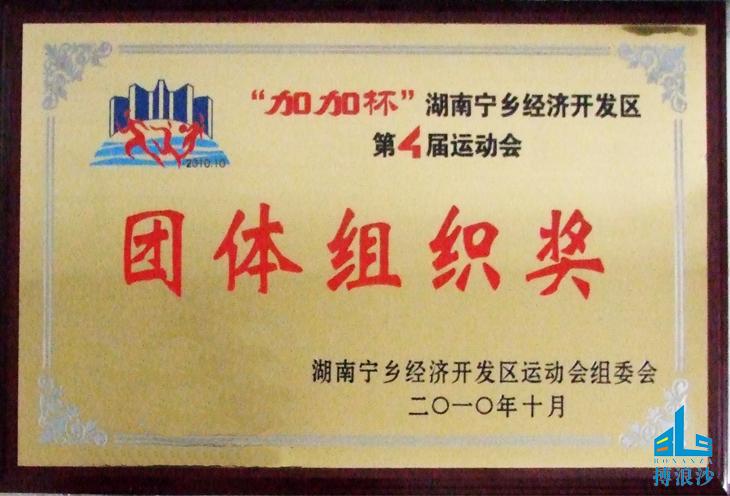 “加加杯”湖南宁乡经济开发区
第4届运动会
2010.10
团体组织奖
湖南宁乡经济开发区运动会组委会
二〇一〇年十月
BONANZA
搏浪沙